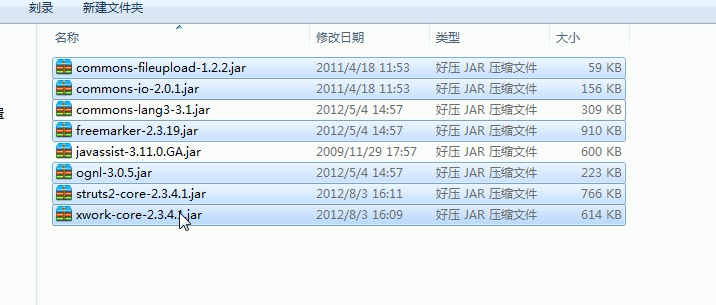 刻录 新建文件夹
名称 修改日期 类型 大小
commons-fileupload-1.2.2.jar 2011/4/18 11:53 好压 JAR 压缩文件 59 KB
commons-io-2.0.1.jar 2011/4/18 11:53 好压 JAR 压缩文件 156 KB
commons-lang3-3.1.jar 2012/5/4 14:57 好压 JAR 压缩文件 309 KB
freemarker-2.3.19.jar 2012/5/4 14:57 好压 JAR 压缩文件 910 KB
javassist-3.11.0.GA.jar 2009/11/29 17:57 好压 JAR 压缩文件 600 KB
ognl-3.0.5.jar 2012/5/4 14:57 好压 JAR 压缩文件 223 KB
struts2-core-2.3.4.1.jar 2012/8/3 16:11 好压 JAR 压缩文件 766 KB
xwork-core-2.3.4.1.jar 2012/8/3 16:09 好压 JAR 压缩文件 614 KB